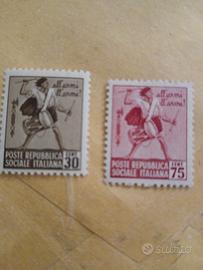 all'armi
all'armi!
POSTE REPUBBLICA
SOCIALE ITALIANA
CENT
30
all'armi
all'armi!
POSTE REPUBBLICA
SOCIALE ITALIANA
CENT
75
subito